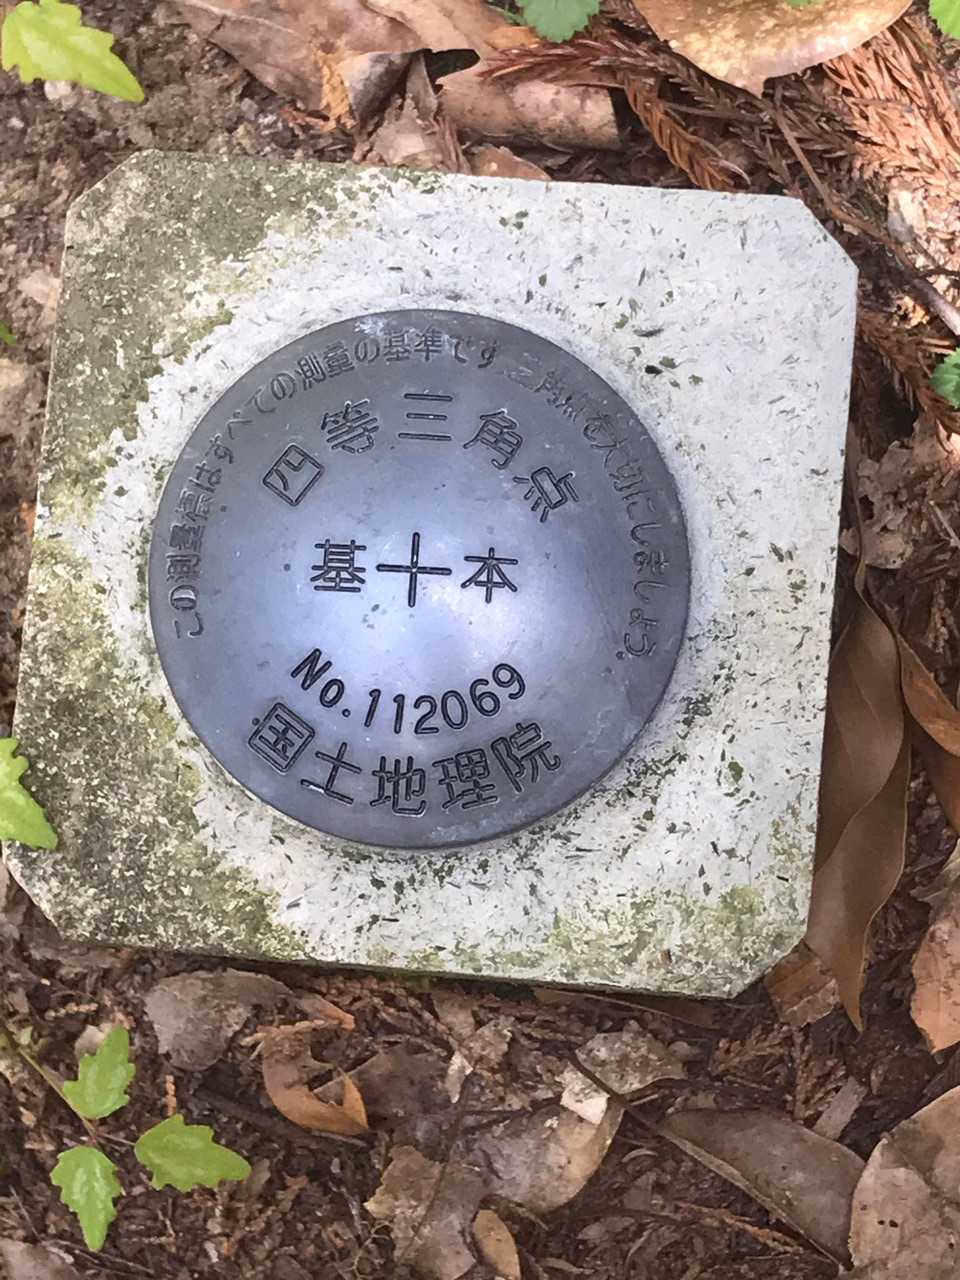 この測量標はすべての測量の基準です 三角点を大切にしましょう
四等三角点
基本
No.112069
国土地理院